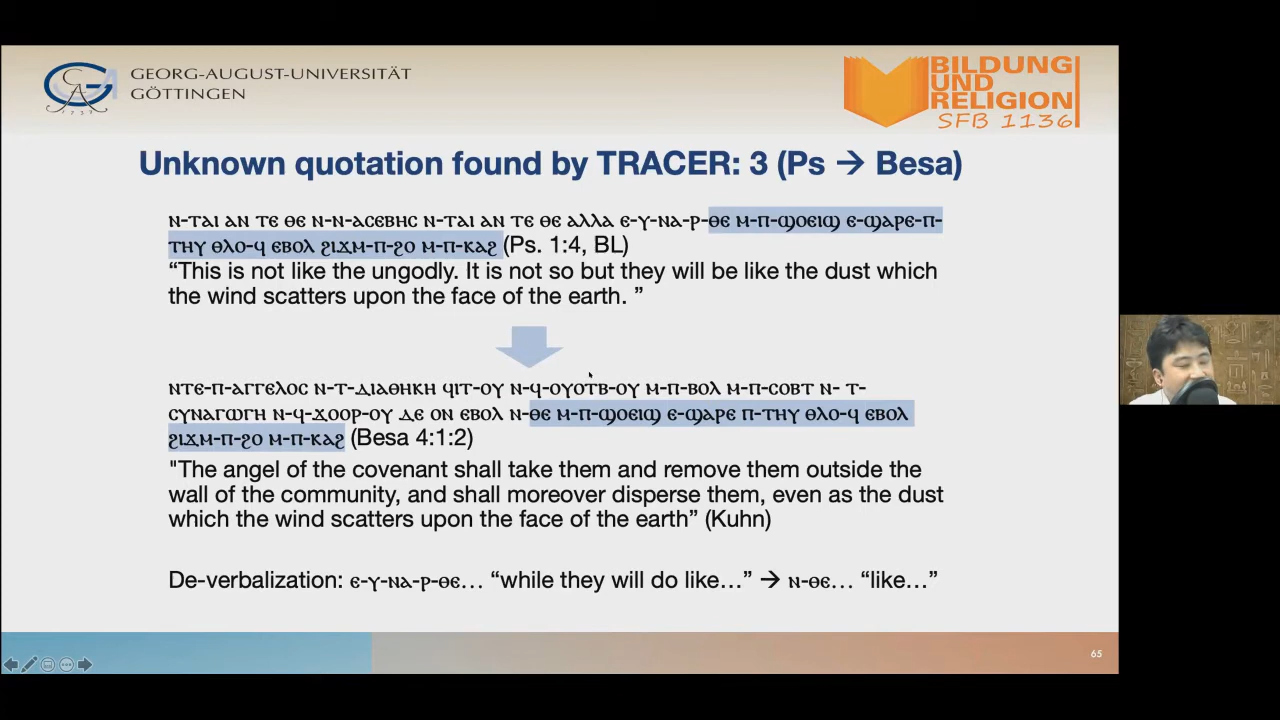 GEORG-AUGUST-UNIVERSITÄT
GÖTTINGEN
BILDUNG
UND
RELIGION
SFB 1136
Unknown quotation found by TRACER: 3 (Ps → Besa)
ⲛ-ⲧⲁⲓ ⲁⲛ ⲧⲉ ⲑⲉ ⲛ-ⲛ-ⲁⲥⲉⲃⲏⲥ ⲛ-ⲧⲁⲓ ⲁⲛ ⲧⲉ ⲑⲉ ⲁⲗⲗⲁ ⲉ-ⲩ-ⲛⲁ-ⲣ-ⲑⲉ ⲙ-ⲡ-ϣⲟⲉⲓϣ ⲉ-ϣⲁⲣⲉ-ⲡ-
ⲧⲏⲩ ⲑⲗⲟ-ϥ ⲉⲃⲟⲗ ϩⲓϫⲙ-ⲡ-ϩⲟ ⲙ-ⲡ-ⲕⲁϩ (Ps. 1:4, BL)
“This is not like the ungodly. It is not so but they will be like the dust which
the wind scatters upon the face of the earth. ”
ⲛⲧⲉ-ⲡ-ⲁⲅⲅⲉⲗⲟⲥ ⲛ-ⲧ-ⲇⲓⲁⲑⲏⲕⲏ ϥⲓⲧ-ⲟⲩ ⲛ-ϥ-ⲟⲩⲟⲧⲃ-ⲟⲩ ⲙ-ⲡ-ⲃⲟⲗ ⲙ-ⲡ-ⲥⲟⲃⲧ ⲛ- ⲧ-
ⲥⲩⲛⲁⲅⲱⲅⲏ ⲛ-ϥ-ϫⲟⲟⲣ-ⲟⲩ ⲇⲉ ⲟⲛ ⲉⲃⲟⲗ ⲛ-ⲑⲉ ⲙ-ⲡ-ϣⲟⲉⲓϣ ⲉ-ϣⲁⲣⲉ ⲡ-ⲧⲏⲩ ⲑⲗⲟ-ϥ ⲉⲃⲟⲗ
ϩⲓϫⲙ-ⲡ-ϩⲟ ⲙ-ⲡ-ⲕⲁϩ (Besa 4:1:2)
"The angel of the covenant shall take them and remove them outside the
wall of the community, and shall moreover disperse them, even as the dust
which the wind scatters upon the face of the earth” (Kuhn)
De-verbalization: ⲉ-ⲩ-ⲛⲁ-ⲣ-ⲑⲉ… “while they will do like…” → ⲛ-ⲑⲉ… “like…”
65